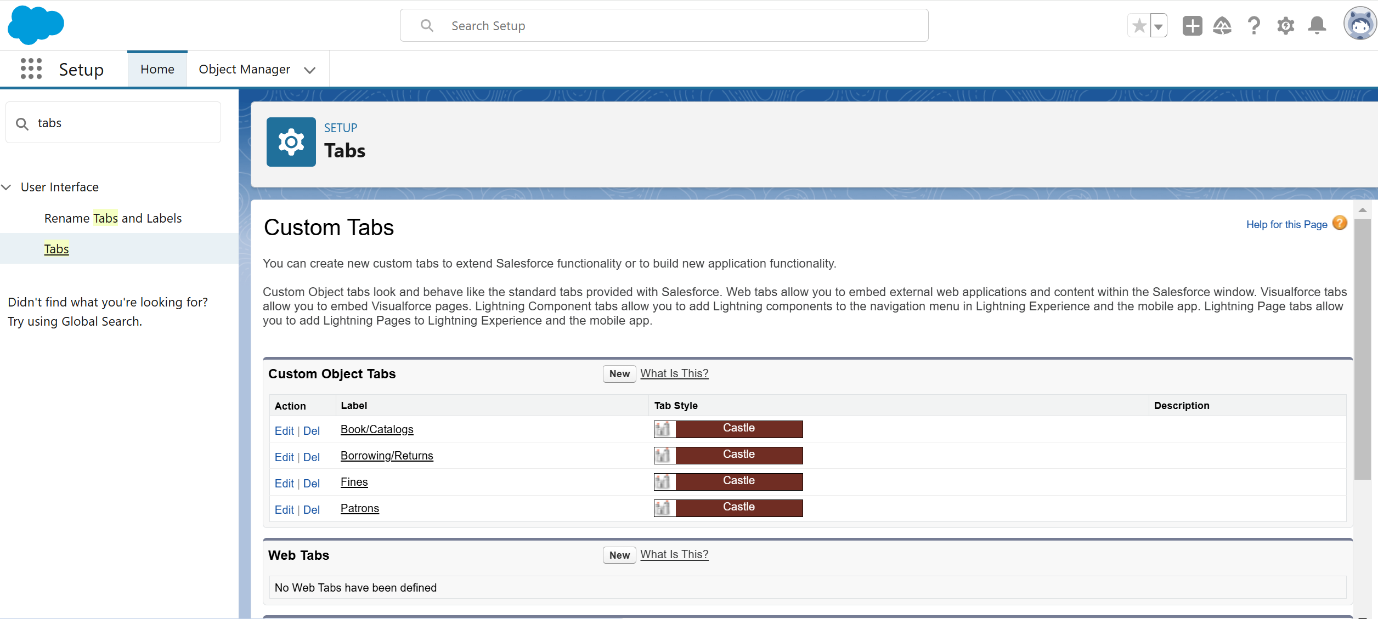 Search Setup
Setup
Home
Object Manager
tabs
User Interface
Rename Tabs and Labels
Tabs
Didn't find what you're looking for?
Try using Global Search.
SETUP
Tabs
Custom Tabs
Help for this Page ?
You can create new custom tabs to extend Salesforce functionality or to build new application functionality.
Custom Object tabs look and behave like the standard tabs provided with Salesforce. Web tabs allow you to embed external web applications and content within the Salesforce window. Visualforce tabs
allow you to embed Visualforce pages. Lightning Component tabs allow you to add Lightning components to the navigation menu in Lightning Experience and the mobile app. Lightning Page tabs allow
you to add Lightning Pages to Lightning Experience and the mobile app.
Custom Object Tabs New What Is This?
Action Label Tab Style Description
Edit | Del Book/Catalogs Castle
Edit | Del Borrowing/Returns Castle
Edit | Del Fines Castle
Edit | Del Patrons Castle
Web Tabs New What Is This?
No Web Tabs have been defined